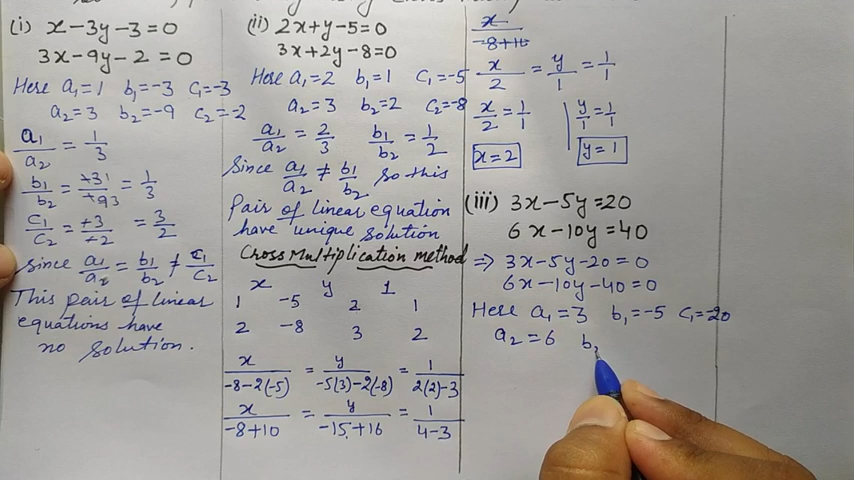 (i) x-3y-3=0
3x-9y-2=0
Here a₁=1 b₁=-3 c₁=-3
a₂=3 b₂=-9 c₂=-2
a₁/a₂ = 1/3
b₁/b₂ = +3/+9 3 = 1/3
c₁/c₂ = +3/+2 = 3/2
Since a₁/a₂ = b₁/b₂ ≠ c₁/c₂
This pair of linear
equations have
no solution.
(ii) 2x+y-5=0
3x+2y-8=0
Here a₁=2 b₁=1 c₁=-5
a₂=3 b₂=2 c₂=-8
a₁/a₂ = 2/3 b₁/b₂ = 1/2
Since a₁/a₂ ≠ b₁/b₂ so this
Pair of linear equation
have unique solution
Cross Multiplication method
x y 1
1 -5 2 1
2 -8 3 2
x/-8-2(-5) = y/-5(3)-2(-8) = 1/2(2)-3
x/-8+10 = y/-15+16 = 1/4-3
x/-8+10
x/2 = y/1 = 1/1
x/2 = 1/1 y/1 = 1/1
x=2 y=1
(iii) 3x-5y=20
6x-10y=40
⇒ 3x-5y-20=0
6x-10y-40=0
Here a₁=3 b₁=-5 c₁=-20
a₂=6 b₂